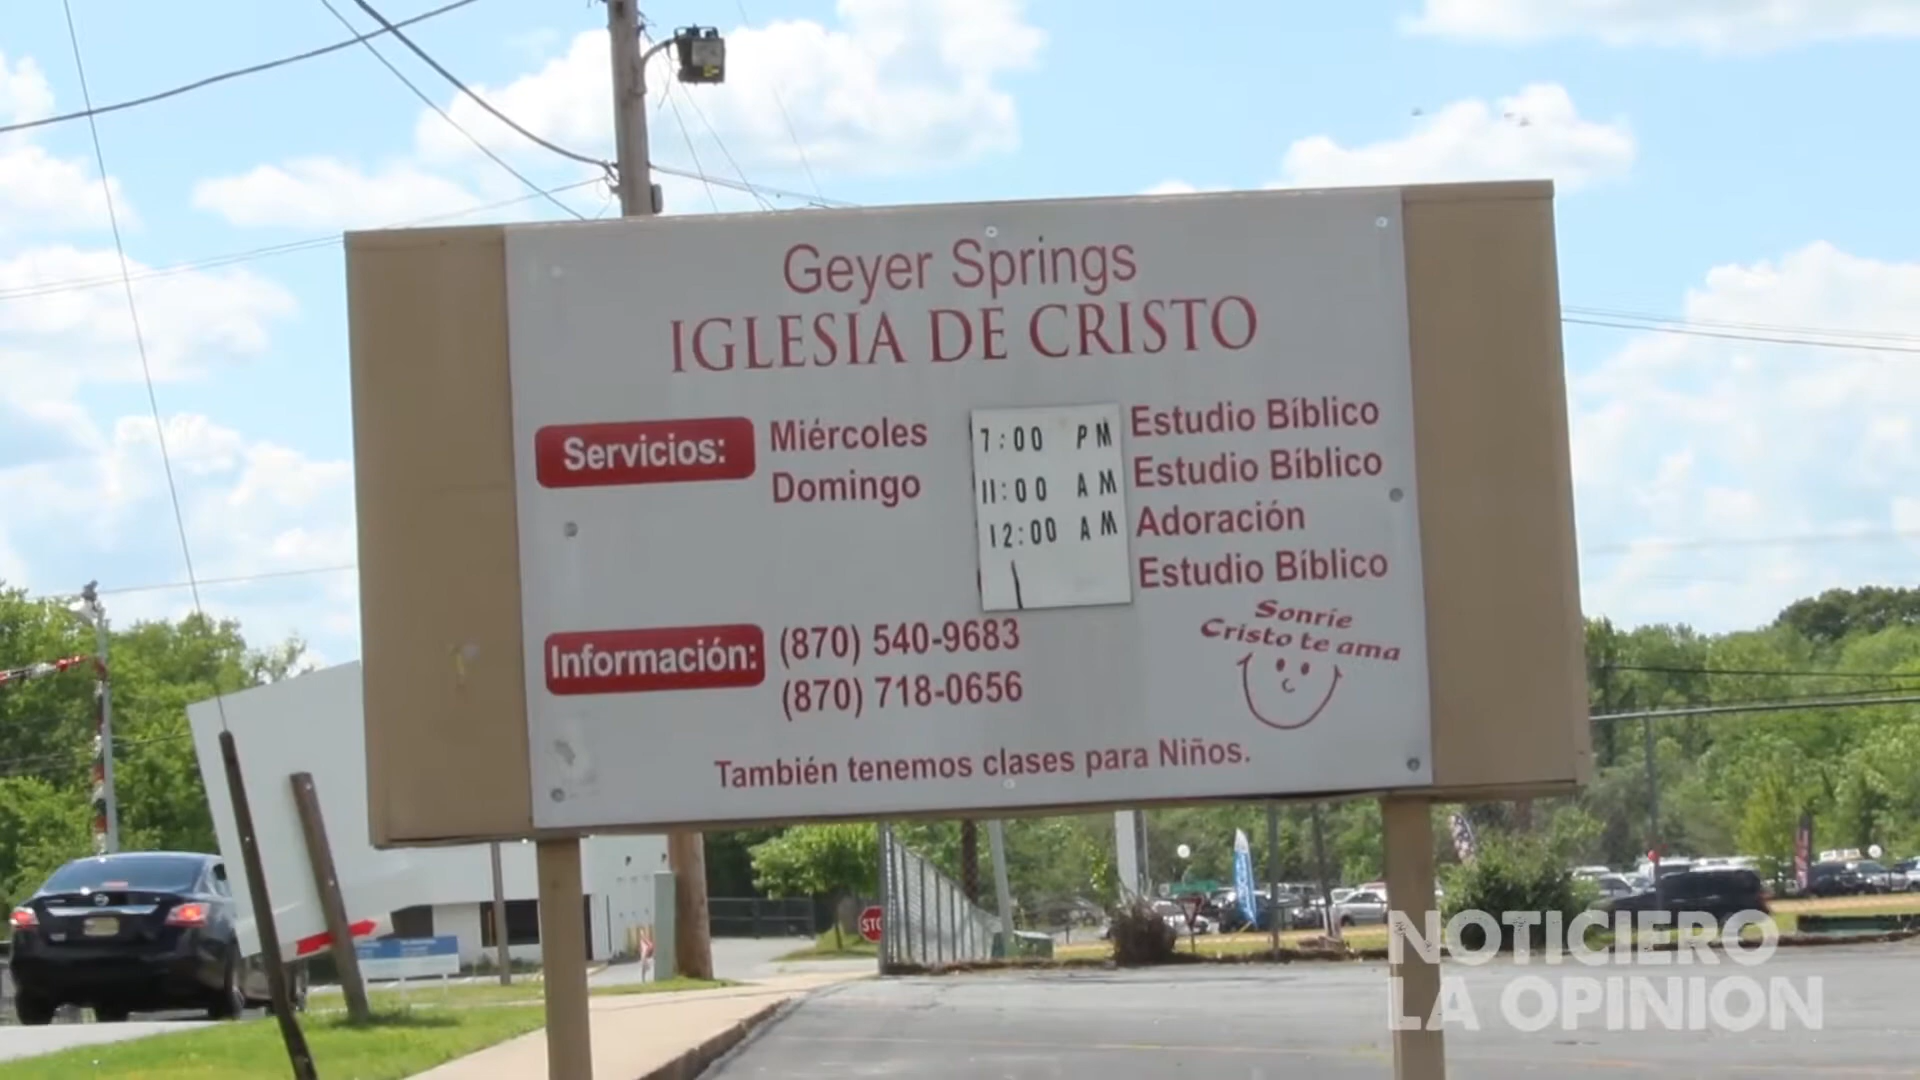 Geyer Springs
IGLESIA DE CRISTO
Servicios: Miércoles 7:00 PM Estudio Bíblico
Domingo 11:00 AM Estudio Bíblico
12:00 AM Adoración
Estudio Bíblico
Información: (870) 540-9683
(870) 718-0656
Sonríe
Cristo te ama
También tenemos clases para Niños.
STO
NOTICIERO
LA OPINION